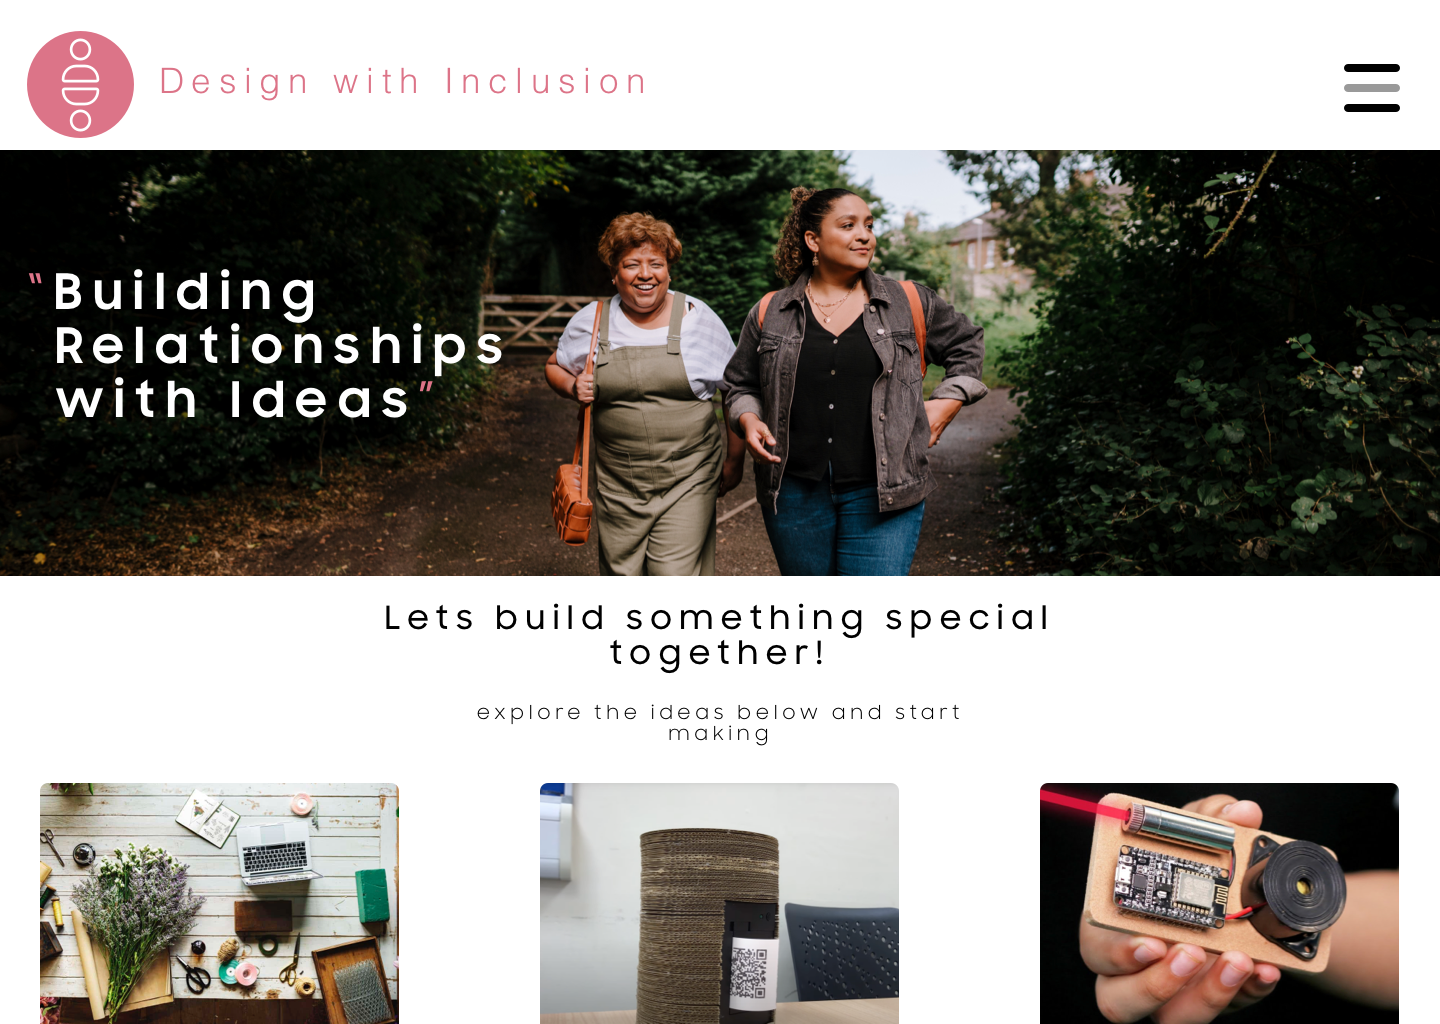 Design with Inclusion
“Building
Relationships
with Ideas”
Lets build something special
together!
explore the ideas below and start
making